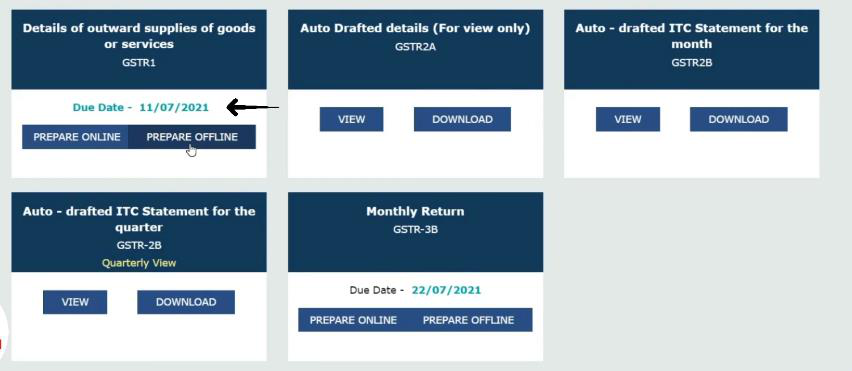 Details of outward supplies of goods
or services
GSTR1
Due Date - 11/07/2021
PREPARE ONLINE PREPARE OFFLINE
Auto Drafted details (For view only)
GSTR2A
VIEW DOWNLOAD
Auto - drafted ITC Statement for the
month
GSTR2B
VIEW DOWNLOAD
Auto - drafted ITC Statement for the
quarter
GSTR-2B
Quarterly View
VIEW DOWNLOAD
Monthly Return
GSTR-3B
Due Date - 22/07/2021
PREPARE ONLINE PREPARE OFFLINE